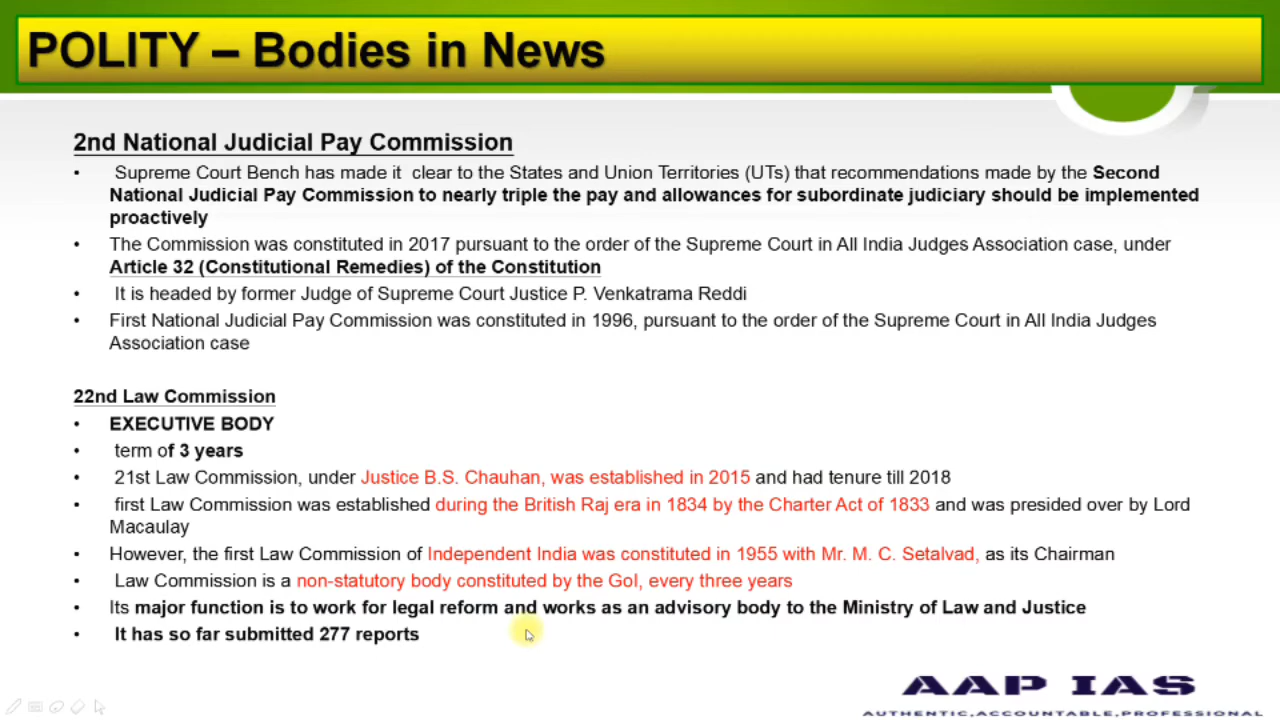 POLITY – Bodies in News
2nd National Judicial Pay Commission
• Supreme Court Bench has made it clear to the States and Union Territories (UTs) that recommendations made by the Second
National Judicial Pay Commission to nearly triple the pay and allowances for subordinate judiciary should be implemented
proactively
• The Commission was constituted in 2017 pursuant to the order of the Supreme Court in All India Judges Association case, under
Article 32 (Constitutional Remedies) of the Constitution
• It is headed by former Judge of Supreme Court Justice P. Venkatrama Reddi
• First National Judicial Pay Commission was constituted in 1996, pursuant to the order of the Supreme Court in All India Judges
Association case
22nd Law Commission
• EXECUTIVE BODY
• term of 3 years
• 21st Law Commission, under Justice B.S. Chauhan, was established in 2015 and had tenure till 2018
• first Law Commission was established during the British Raj era in 1834 by the Charter Act of 1833 and was presided over by Lord
Macaulay
• However, the first Law Commission of Independent India was constituted in 1955 with Mr. M. C. Setalvad, as its Chairman
• Law Commission is a non-statutory body constituted by the GoI, every three years
• Its major function is to work for legal reform and works as an advisory body to the Ministry of Law and Justice
• It has so far submitted 277 reports
AAP IAS
AUTHENTIC,ACCOUNTABLE,PROFESSIONAL